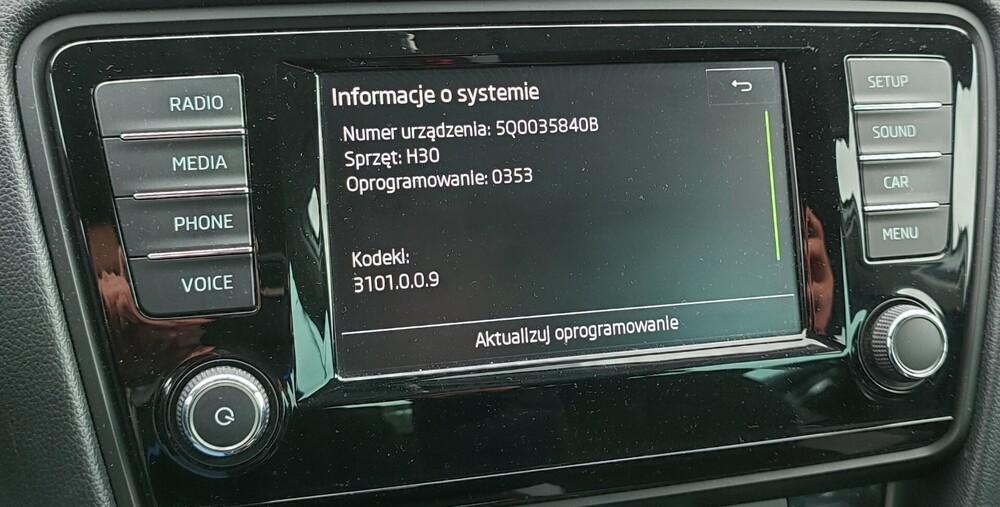 RADIO
MEDIA
PHONE
VOICE
Informacje o systemie
Numer urządzenia: 5Q0035840B
Sprzęt: H30
Oprogramowanie: 0353
Kodeki:
3101.0.0.9
Aktualizuj oprogramowanie
SETUP
SOUND
CAR
MENU